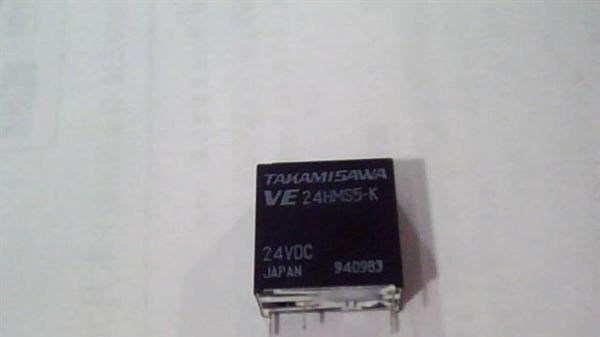 TAKAMISAWA
VE 24HMS5-K
24VDC
JAPAN 940983